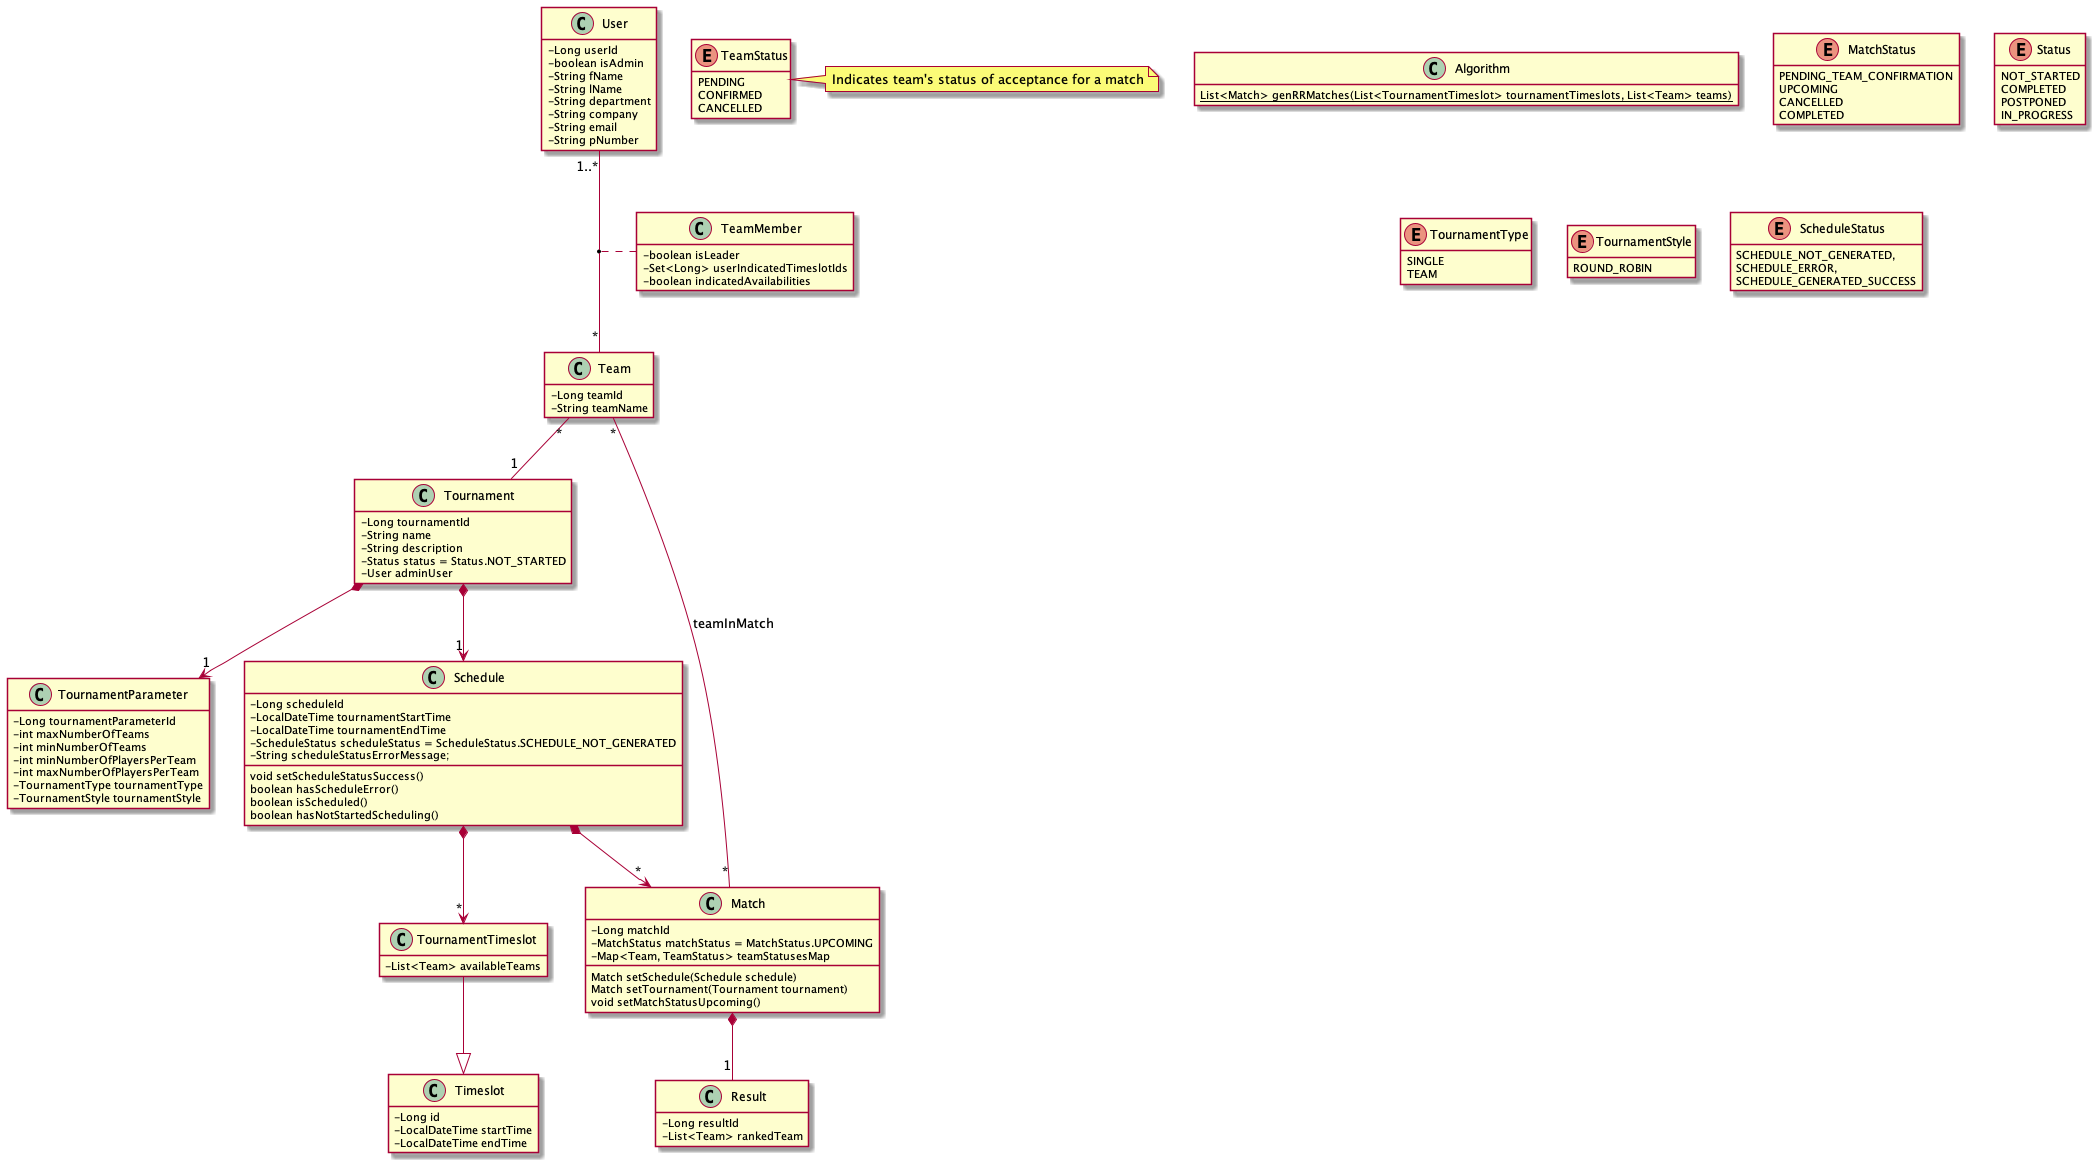 C User
-Long userId
-boolean isAdmin
-String fName
-String lName
-String department
-String company
-String email
-String pNumber
E TeamStatus
PENDING
CONFIRMED
CANCELLED
Indicates team's status of acceptance for a match
C Algorithm
List<Match> genRRMatches(List<TournamentTimeslot> tournamentTimeslots, List<Team> teams)
E MatchStatus
PENDING_TEAM_CONFIRMATION
UPCOMING
CANCELLED
COMPLETED
E Status
NOT_STARTED
COMPLETED
POSTPONED
IN_PROGRESS
1..*
C TeamMember
-boolean isLeader
-Set<Long> userIndicatedTimeslotIds
-boolean indicatedAvailabilities
E TournamentType
SINGLE
TEAM
E TournamentStyle
ROUND_ROBIN
E ScheduleStatus
SCHEDULE_NOT_GENERATED,
SCHEDULE_ERROR,
SCHEDULE_GENERATED_SUCCESS
*
C Team
-Long teamId
-String teamName
*
*
1
C Tournament
-Long tournamentId
-String name
-String description
-Status status = Status.NOT_STARTED
-User adminUser
teamInMatch
1
1
C TournamentParameter
-Long tournamentParameterId
-int maxNumberOfTeams
-int minNumberOfTeams
-int minNumberOfPlayersPerTeam
-int maxNumberOfPlayersPerTeam
-TournamentType tournamentType
-TournamentStyle tournamentStyle
C Schedule
-Long scheduleId
-LocalDateTime tournamentStartTime
-LocalDateTime tournamentEndTime
-ScheduleStatus scheduleStatus = ScheduleStatus.SCHEDULE_NOT_GENERATED
-String scheduleStatusErrorMessage;
void setScheduleStatusSuccess()
boolean hasScheduleError()
boolean isScheduled()
boolean hasNotStartedScheduling()
*
*
*
C TournamentTimeslot
-List<Team> availableTeams
C Match
-Long matchId
-MatchStatus matchStatus = MatchStatus.UPCOMING
-Map<Team, TeamStatus> teamStatusesMap
Match setSchedule(Schedule schedule)
Match setTournament(Tournament tournament)
void setMatchStatusUpcoming()
1
C Timeslot
-Long id
-LocalDateTime startTime
-LocalDateTime endTime
C Result
-Long resultId
-List<Team> rankedTeam